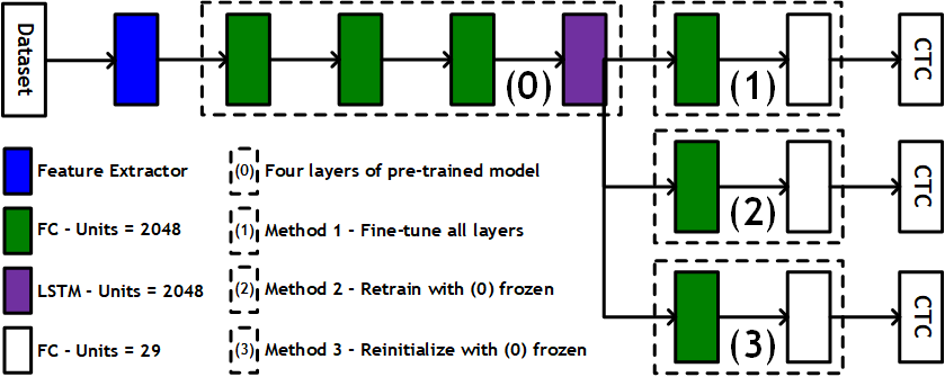 Dataset
(0)
(1)
CTC
(2)
CTC
(3)
CTC
Feature Extractor
FC - Units = 2048
LSTM - Units = 2048
FC - Units = 29
(0) Four layers of pre-trained model
(1) Method 1 - Fine-tune all layers
(2) Method 2 - Retrain with (0) frozen
(3) Method 3 - Reinitialize with (0) frozen